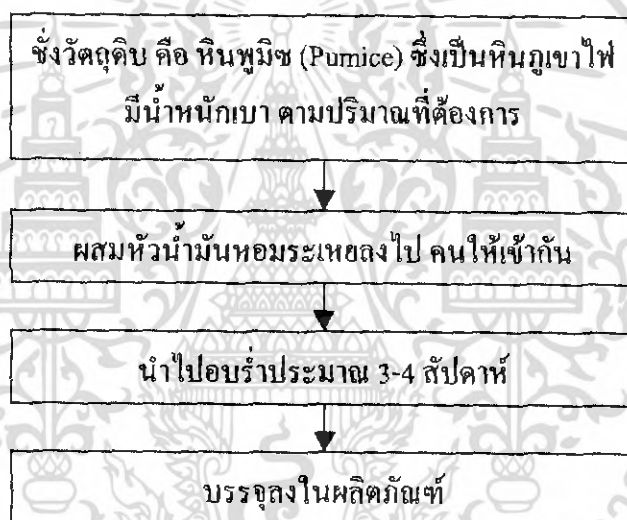 ชั่งวัตถุดิบ คือ หินพูมิซ (Pumice) ซึ่งเป็นหินภูเขาไฟ
มีน้ำหนักเบา ตามปริมาณที่ต้องการ
ผสมหัวน้ำมันหอมระเหยลงไป คนให้เข้ากัน
นำไปอบร่ำประมาณ 3-4 สัปดาห์
บรรจุลงในผลิตภัณฑ์